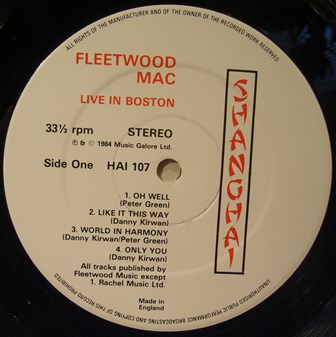 ALL RIGHTS OF THE MANUFACTURER AND OF THE OWNER OF THE RECORDED WORK RESERVED
FLEETWOOD
MAC
LIVE IN BOSTON
33⅓ rpm STEREO
℗ & © 1984 Music Galore Ltd.
Side One HAI 107
1. OH WELL
(Peter Green)
2. LIKE IT THIS WAY
(Danny Kirwan)
3. WORLD IN HARMONY
(Danny Kirwan/Peter Green)
4. ONLY YOU
(Danny Kirwan)
All tracks published by
Fleetwood Music except
1. Rachel Music Ltd.
Made in
England
SHANGHAI
UNAUTHORISED PUBLIC PERFORMANCE BROADCASTING AND COPYING OF THIS RECORD PROHIBITED